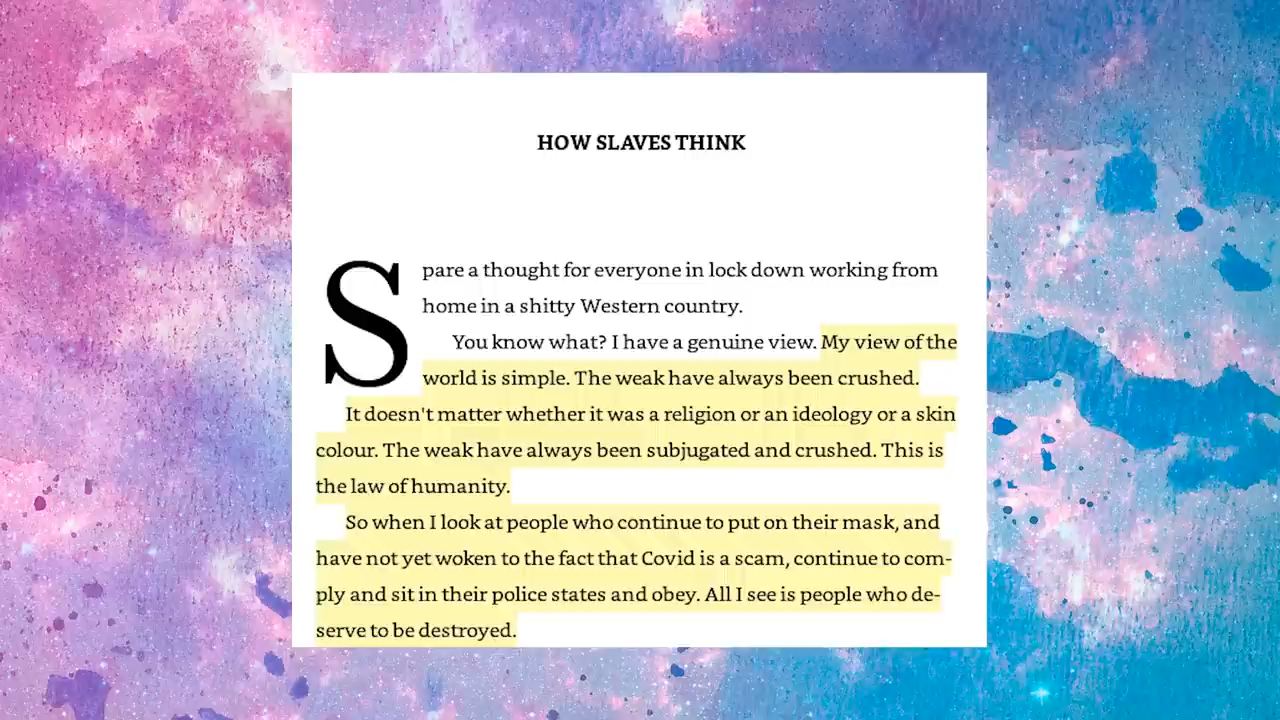 HOW SLAVES THINK
Spare a thought for everyone in lock down working from
home in a shitty Western country.
You know what? I have a genuine view. My view of the
world is simple. The weak have always been crushed.
It doesn't matter whether it was a religion or an ideology or a skin
colour. The weak have always been subjugated and crushed. This is
the law of humanity.
So when I look at people who continue to put on their mask, and
have not yet woken to the fact that Covid is a scam, continue to com-
ply and sit in their police states and obey. All I see is people who de-
serve to be destroyed.